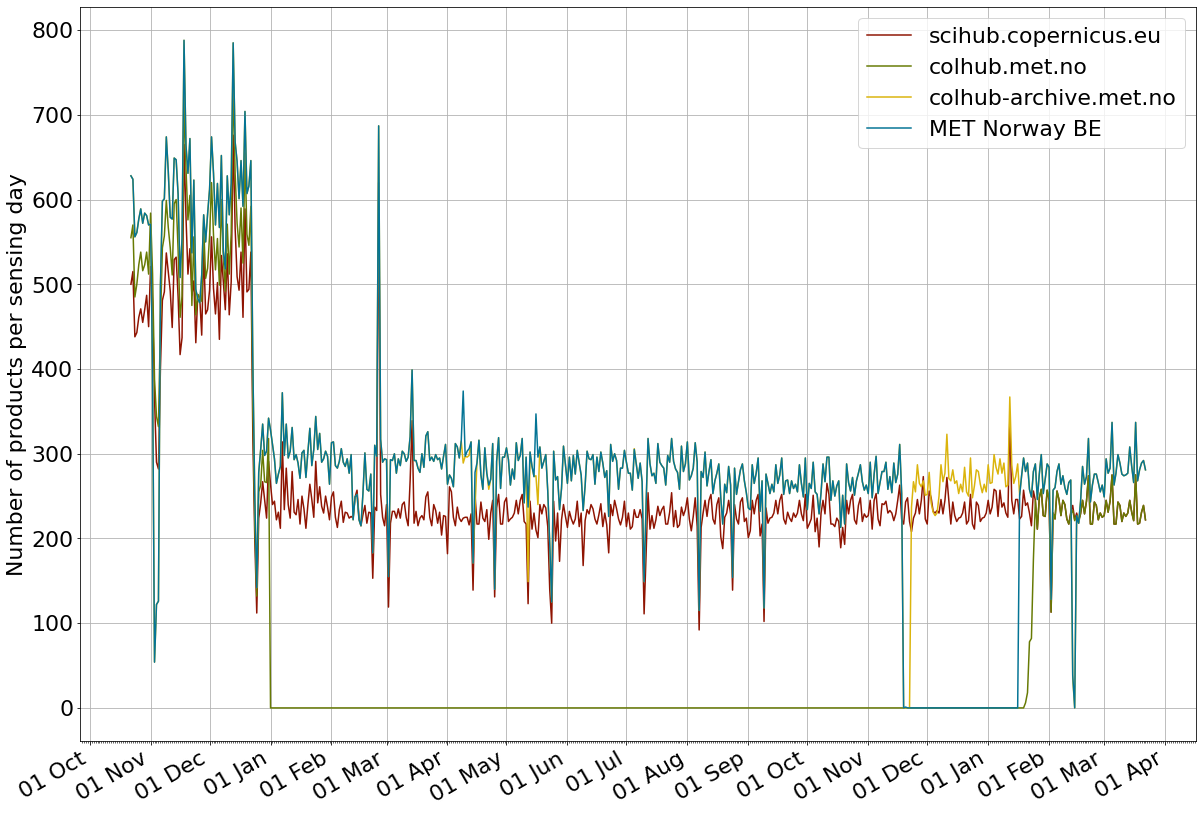 800
700
600
500
400
300
200
100
0
Number of products per sensing day
scihub.copernicus.eu
colhub.met.no
colhub-archive.met.no
MET Norway BE
01 Oct
01 Nov
01 Dec
01 Jan
01 Feb
01 Mar
01 Apr
01 May
01 Jun
01 Jul
01 Aug
01 Sep
01 Oct
01 Nov
01 Dec
01 Jan
01 Feb
01 Mar
01 Apr